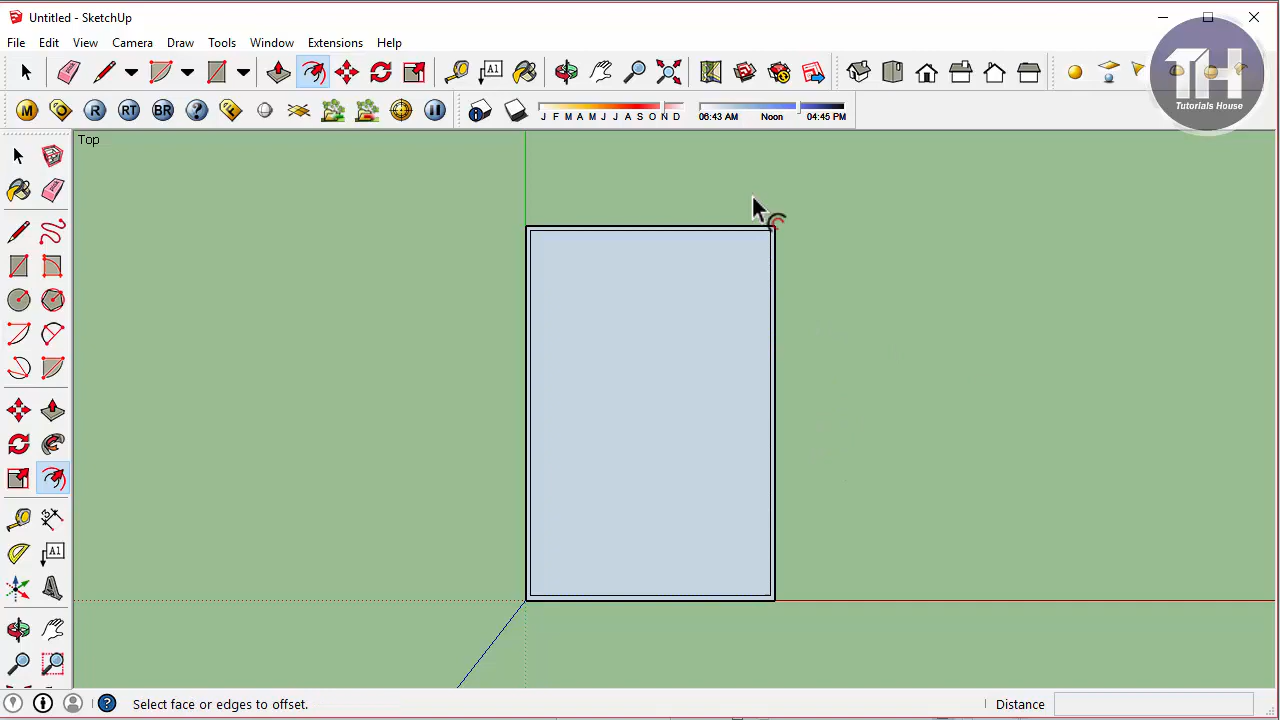 Untitled - SketchUp
File Edit View Camera Draw Tools Window Extensions Help
A1
TH
Tutorials House
M O R RT BR ? F
J F M A M J J A S O N D
06:43 AM Noon 04:45 PM
Top
A1
Select face or edges to offset.
Distance